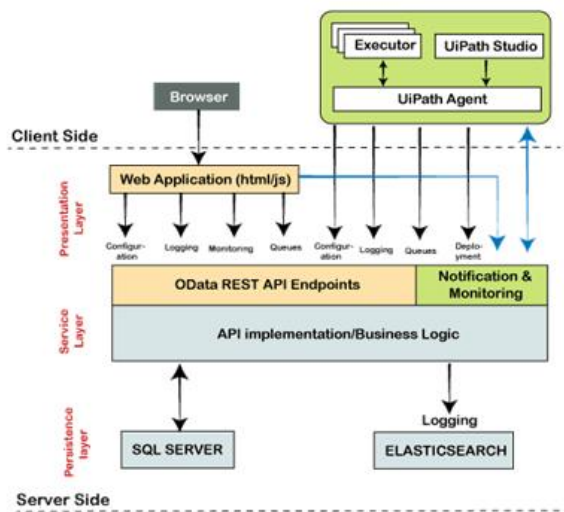 Executor
UiPath Studio
UiPath Agent
Browser
Client Side
Web Application (html/js)
Presentation
Layer
Configur-
ation
Logging
Monitoring
Queues
Configur-
ation
Logging
Queues
Deplo-
yment
OData REST API Endpoints
Notification &
Monitoring
Service
Layer
API implementation/Business Logic
Logging
Persistence
layer
SQL SERVER
ELASTICSEARCH
Server Side